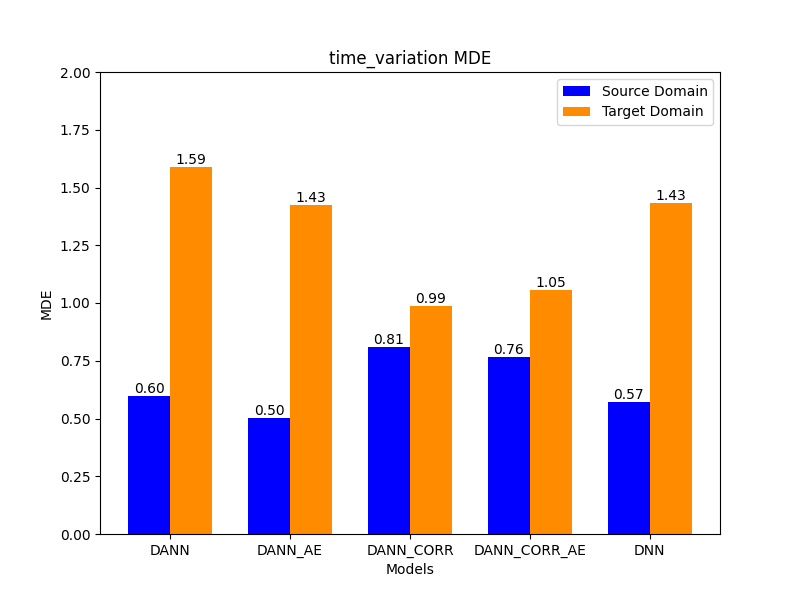 time_variation MDE
2.00
1.75
1.50
1.25
1.00
0.75
0.50
0.25
0.00
MDE
Source Domain
Target Domain
0.60
1.59
0.50
1.43
0.81
0.99
0.76
1.05
0.57
1.43
DANN
DANN_AE
DANN_CORR
DANN_CORR_AE
DNN
Models